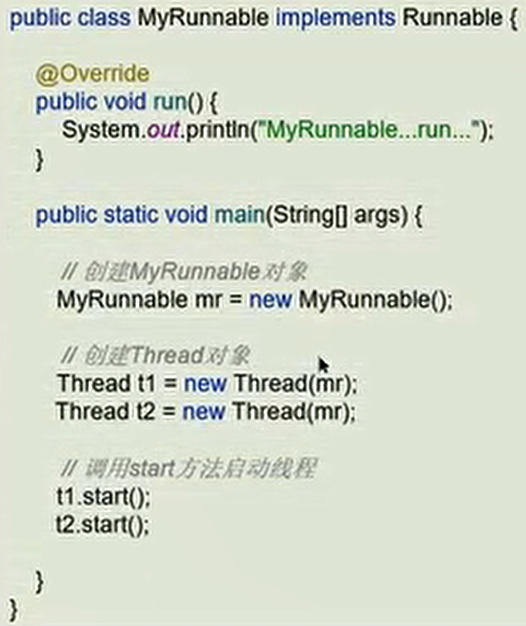 public class MyRunnable implements Runnable {
@Override
public void run() {
System.out.println("MyRunnable...run...");
}
public static void main(String[] args) {
// 创建MyRunnable对象
MyRunnable mr = new MyRunnable();
// 创建Thread对象
Thread t1 = new Thread(mr);
Thread t2 = new Thread(mr);
// 调用start方法启动线程
t1.start();
t2.start();
}
}